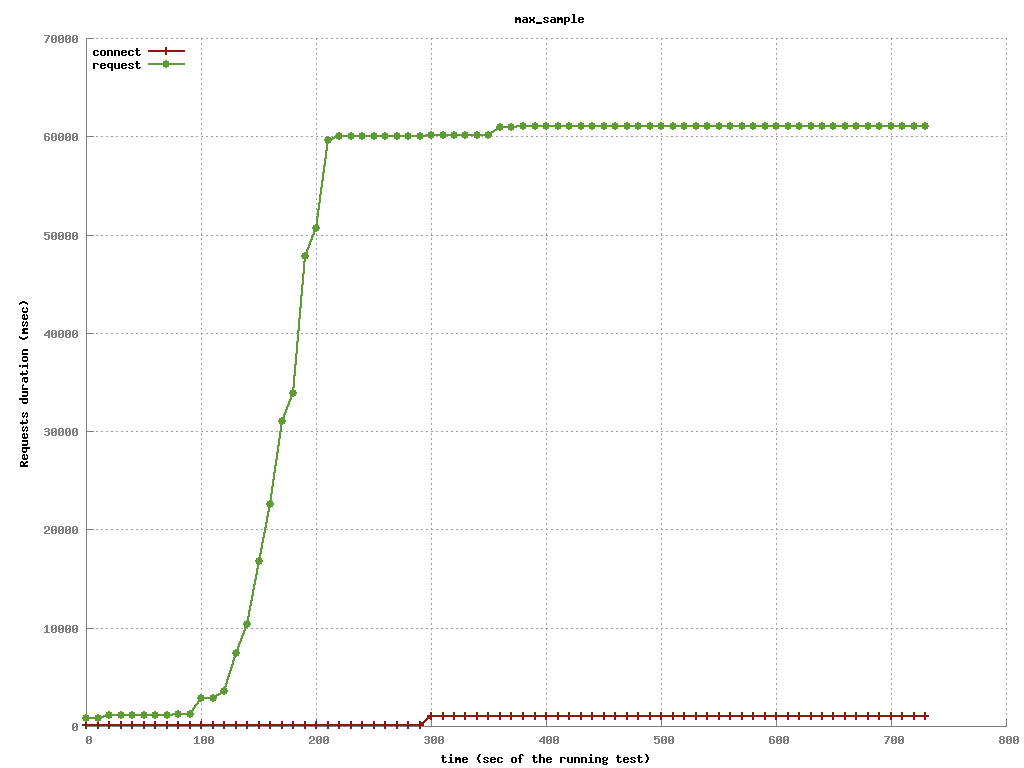 max_sample
70000
60000
50000
40000
30000
20000
10000
0
connect
request
Requests duration (msec)
0 100 200 300 400 500 600 700 800
time (sec of the running test)